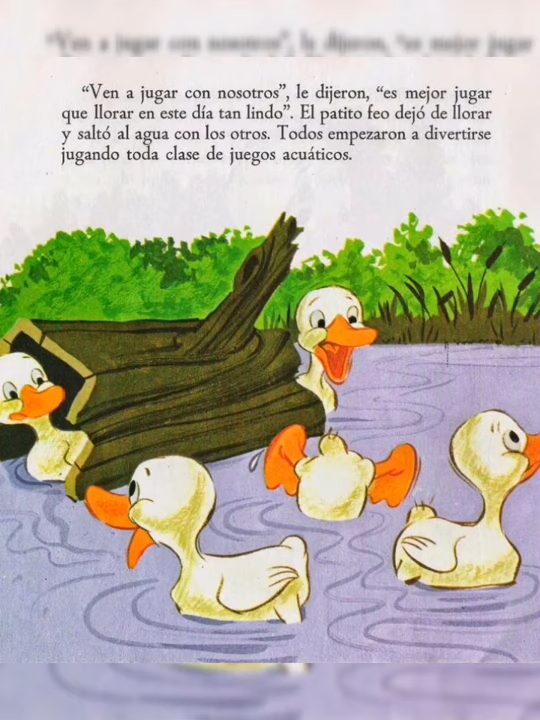 “Ven a jugar con nosotros”, le dijeron, “es mejor jugar
que llorar en este día tan lindo”. El patito feo dejó de llorar
y saltó al agua con los otros. Todos empezaron a divertirse
jugando toda clase de juegos acuáticos.